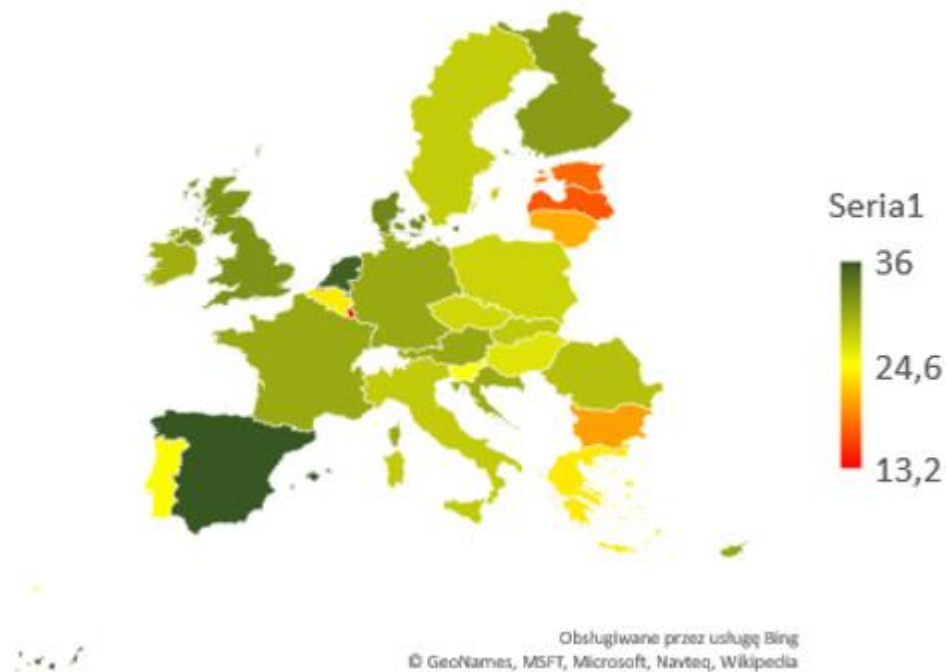 Seria1
36
24,6
13,2
Obsługiwane przez usługę Bing
© GeoNames, MSFT, Microsoft, Navteq, Wikipedia